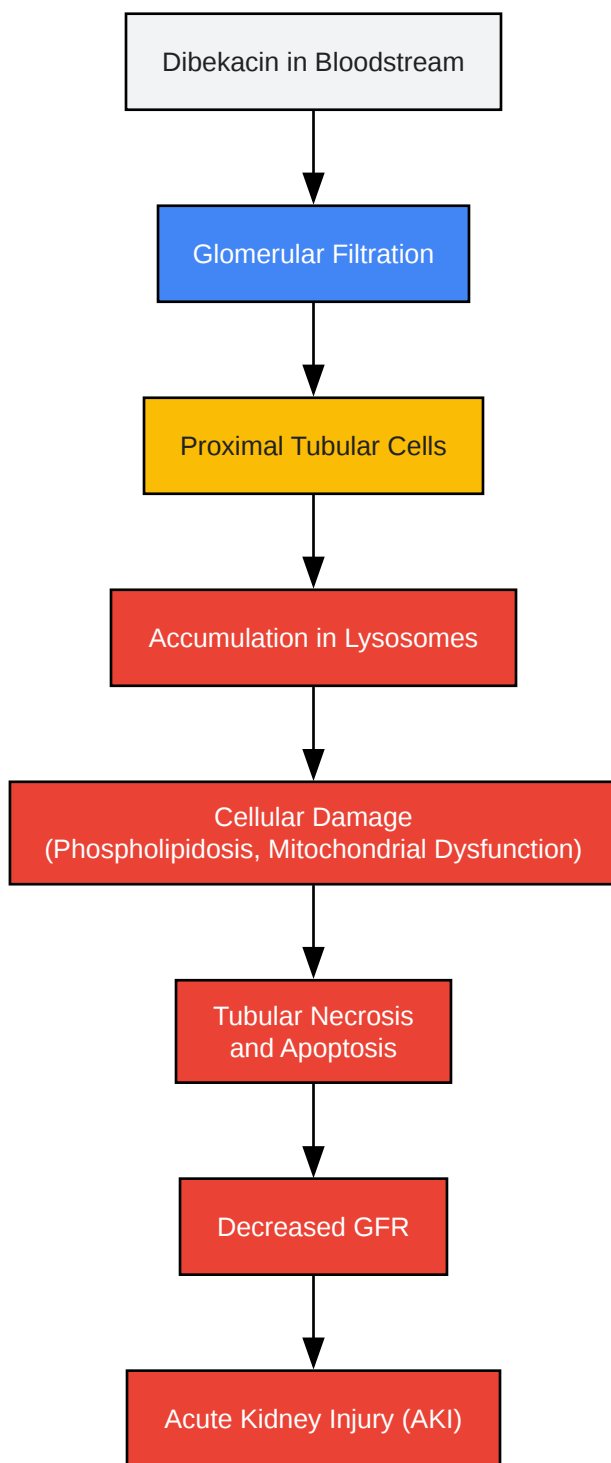 Dibekacin in Bloodstream
Glomerular Filtration
Proximal Tubular Cells
Accumulation in Lysosomes
Cellular Damage
(Phospholipidosis, Mitochondrial Dysfunction)
Tubular Necrosis
and Apoptosis
Decreased GFR
Acute Kidney Injury (AKI)